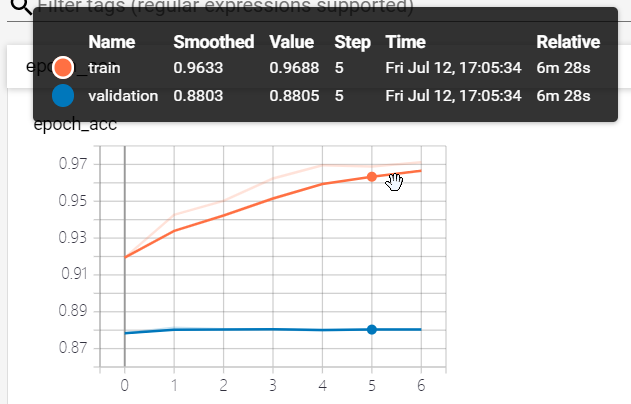 Filter tags (regular expressions supported)
Name Smoothed Value Step Time Relative
train 0.9633 0.9688 5 Fri Jul 12, 17:05:34 6m 28s
validation 0.8803 0.8805 5 Fri Jul 12, 17:05:34 6m 28s
epoch_acc
0.97
0.95
0.93
0.91
0.89
0.87
0 1 2 3 4 5 6